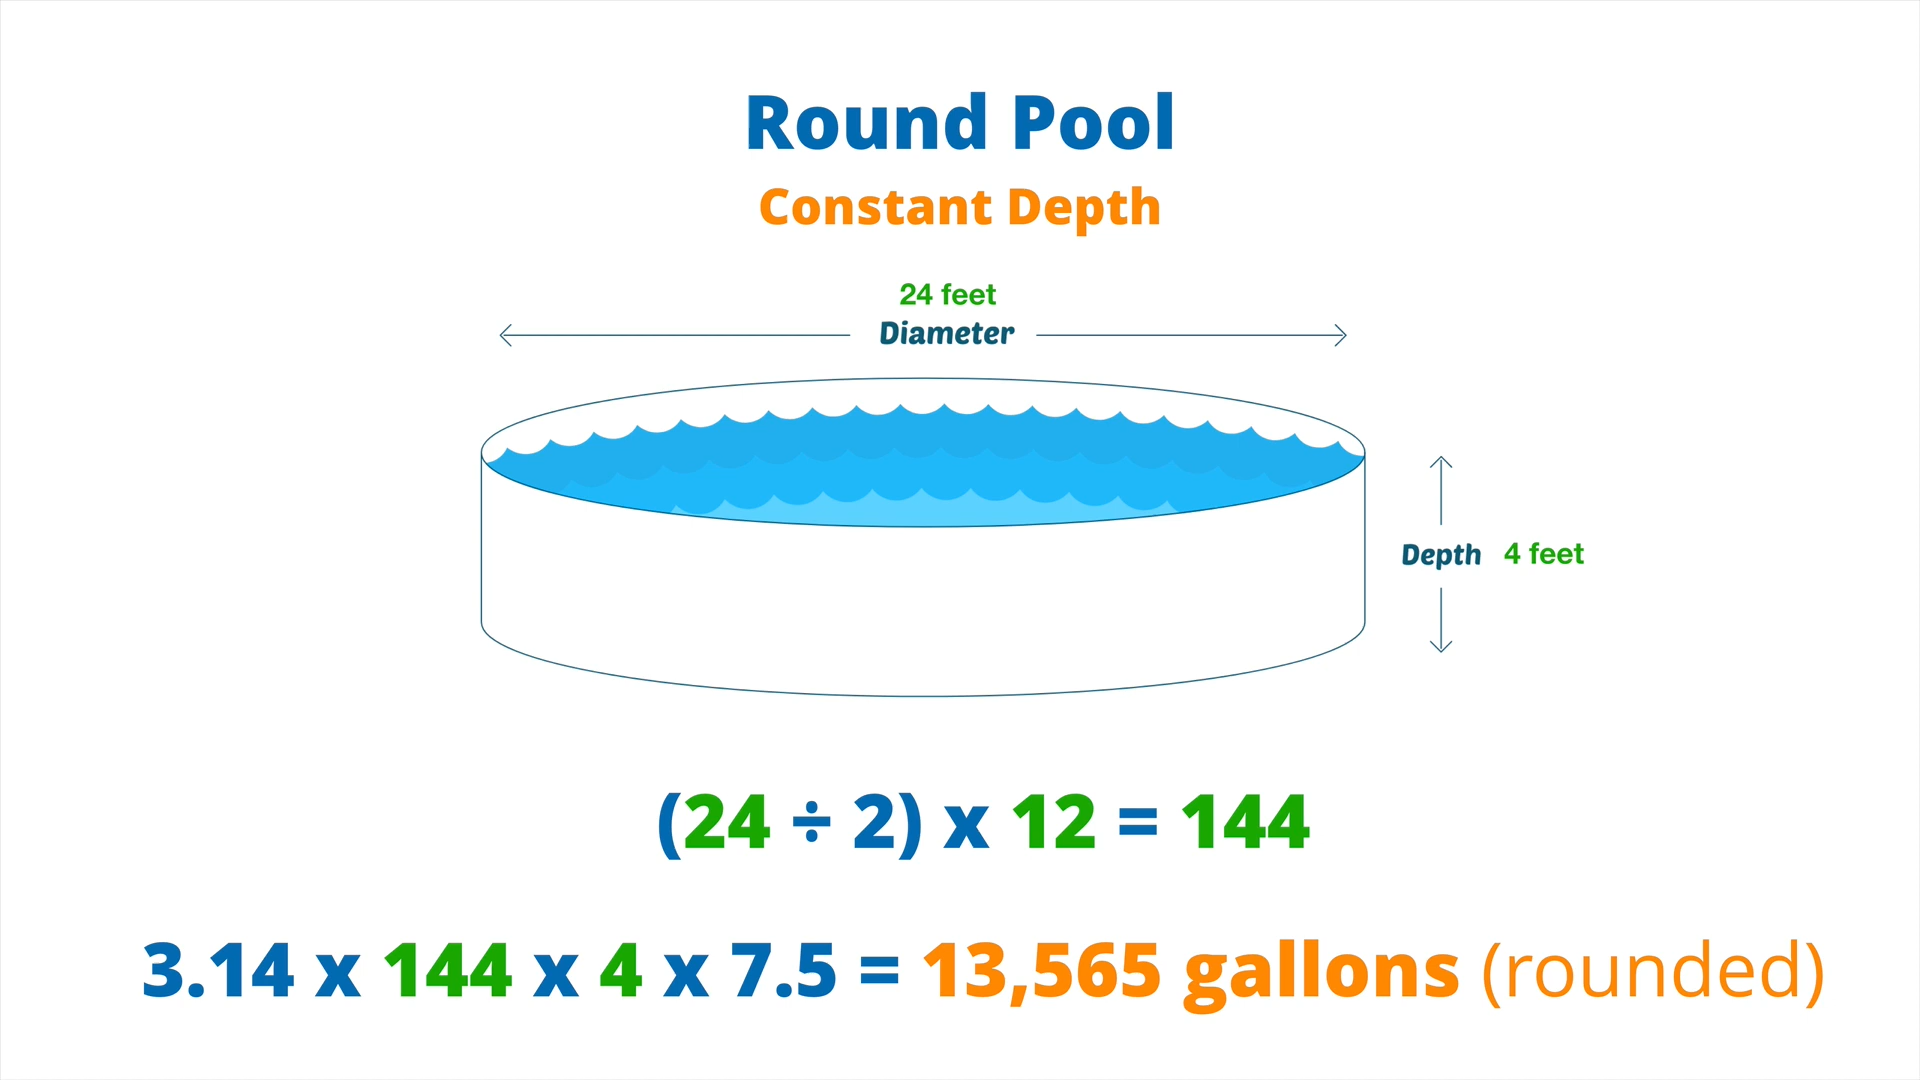 Round Pool
Constant Depth
24 feet
Diameter
Depth 4 feet
(24 ÷ 2) x 12 = 144
3.14 x 144 x 4 x 7.5 = 13,565 gallons (rounded)